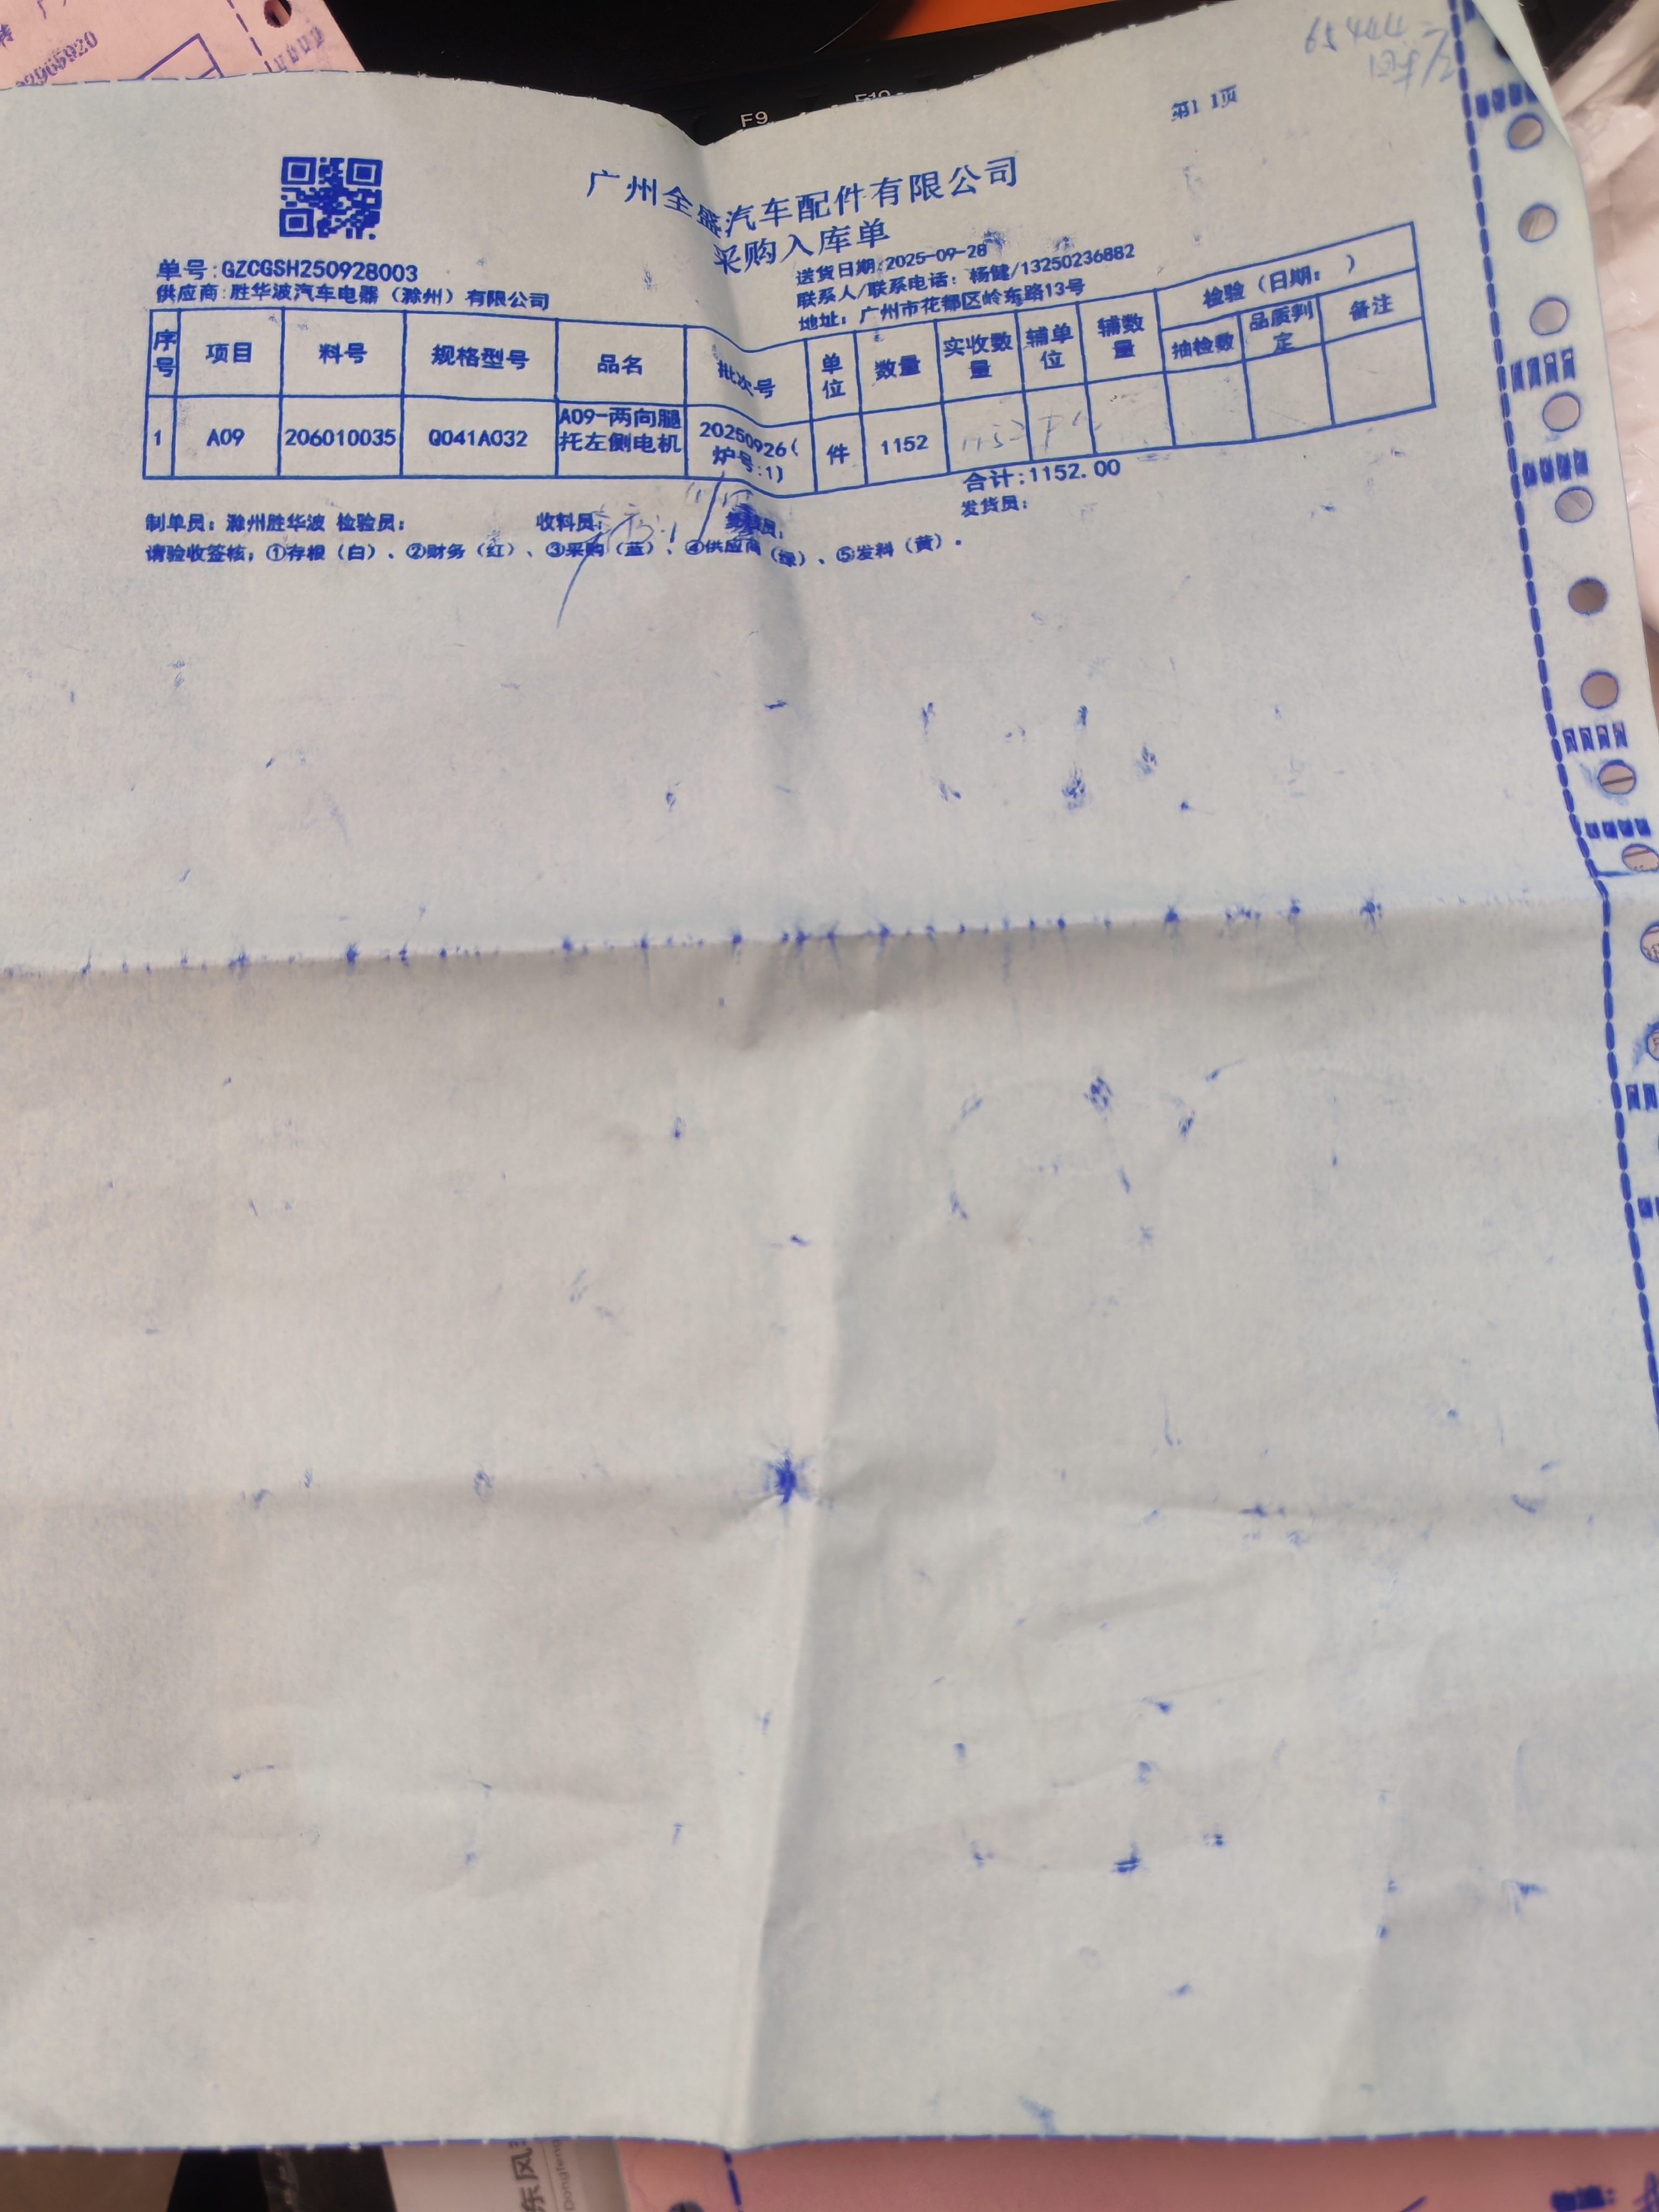 02965920
F9
F10
65444
第1 1页
广州全盛汽车配件有限公司
采购入库单
单号:GZCGSH250928003
送货日期:2025-09-28
供应商:胜华波汽车电器（滁州）有限公司
联系人/联系电话：杨健/13250236882
地址：广州市花都区岭东路13号
序号 项目 料号 规格型号 品名 批次号 单位 数量 实收数量 辅单位 辅数量 检验（日期： ） 抽检数 品质判定 备注
1 A09 206010035 Q041A032 A09-两向腿托左侧电机 20250926(炉号:1) 件 1152 1152
合计:1152.00
制单员：滁州胜华波 检验员： 收料员： 发货员：
请验收签核；①存根（白）、②财务（红）、③采购（蓝）、④供应商（绿）、⑤发料（黄）.
东风
Dongfeng